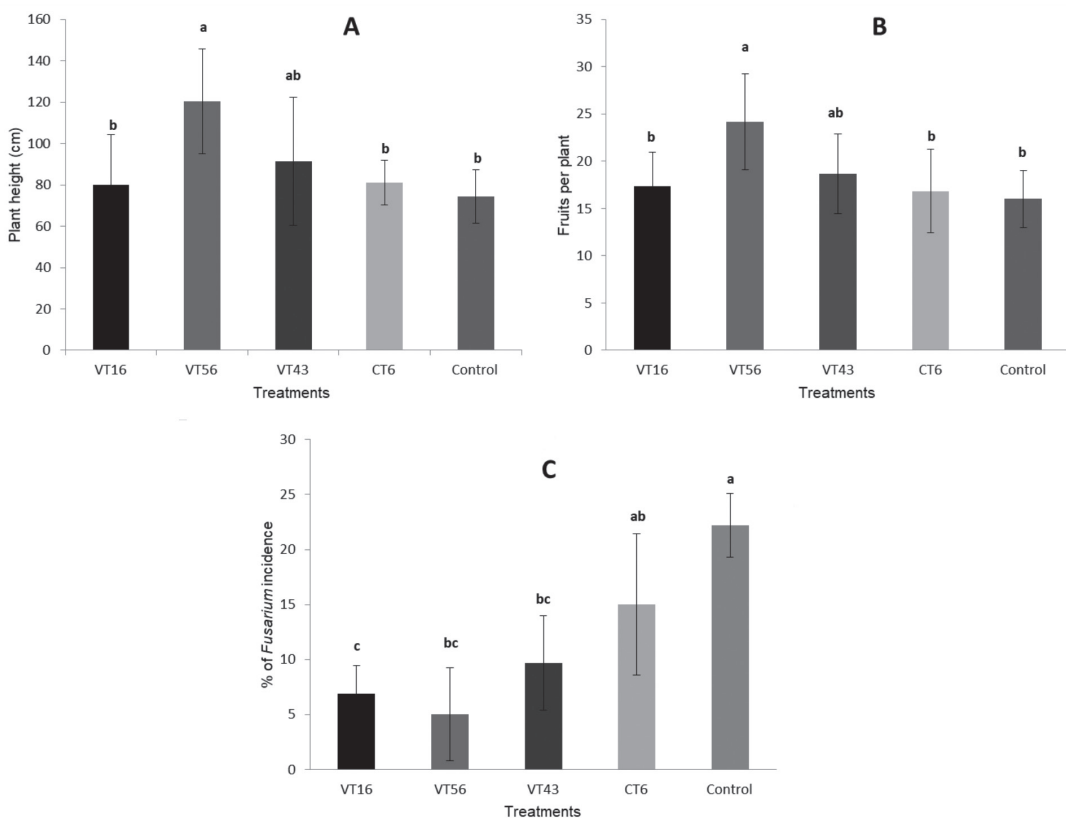 A
160
140
120
100
80
60
40
20
0
Plant height (cm)
b
a
ab
b
b
VT16 VT56 VT43 CT6 Control
Treatments
B
35
30
25
20
15
10
5
0
Fruits per plant
b
a
ab
b
b
VT16 VT56 VT43 CT6 Control
Treatments
C
30
25
20
15
10
5
0
% of Fusarium incidence
c
bc
bc
ab
a
VT16 VT56 VT43 CT6 Control
Treatments